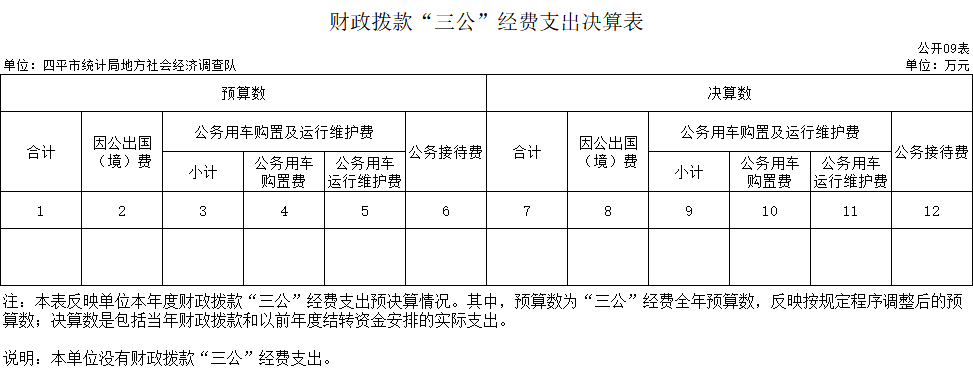 财政拨款“三公”经费支出决算表
公开09表
单位：四平市统计局地方社会经济调查队 单位：万元
预算数 决算数
合计 因公出国（境）费 公务用车购置及运行维护费 公务接待费 合计 因公出国（境）费 公务用车购置及运行维护费 公务接待费
小计 公务用车购置费 公务用车运行维护费 小计 公务用车购置费 公务用车运行维护费
1 2 3 4 5 6 7 8 9 10 11 12
注：本表反映单位本年度财政拨款“三公”经费支出预决算情况。其中，预算数为“三公”经费全年预算数，反映按规定程序调整后的预
算数；决算数是包括当年财政拨款和以前年度结转资金安排的实际支出。
说明：本单位没有财政拨款“三公”经费支出。